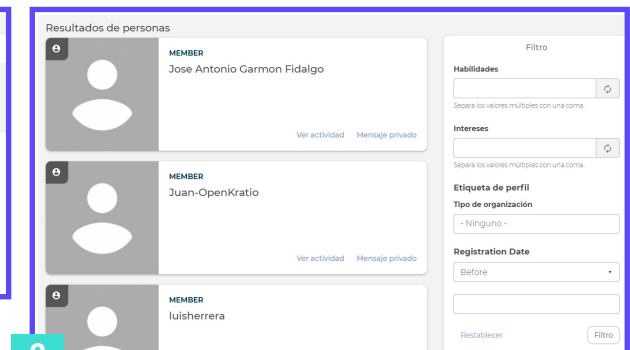 Resultados de personas
MEMBER
Jose Antonio Garmon Fidalgo
Ver actividad Mensaje privado
MEMBER
Juan-OpenKratio
Ver actividad Mensaje privado
MEMBER
luisherrera
Filtro
Habilidades
Separa los valores múltiples con una coma.
Intereses
Separa los valores múltiples con una coma.
Etiqueta de perfil
Tipo de organización
- Ninguno -
Registration Date
Before
Restablecer Filtro